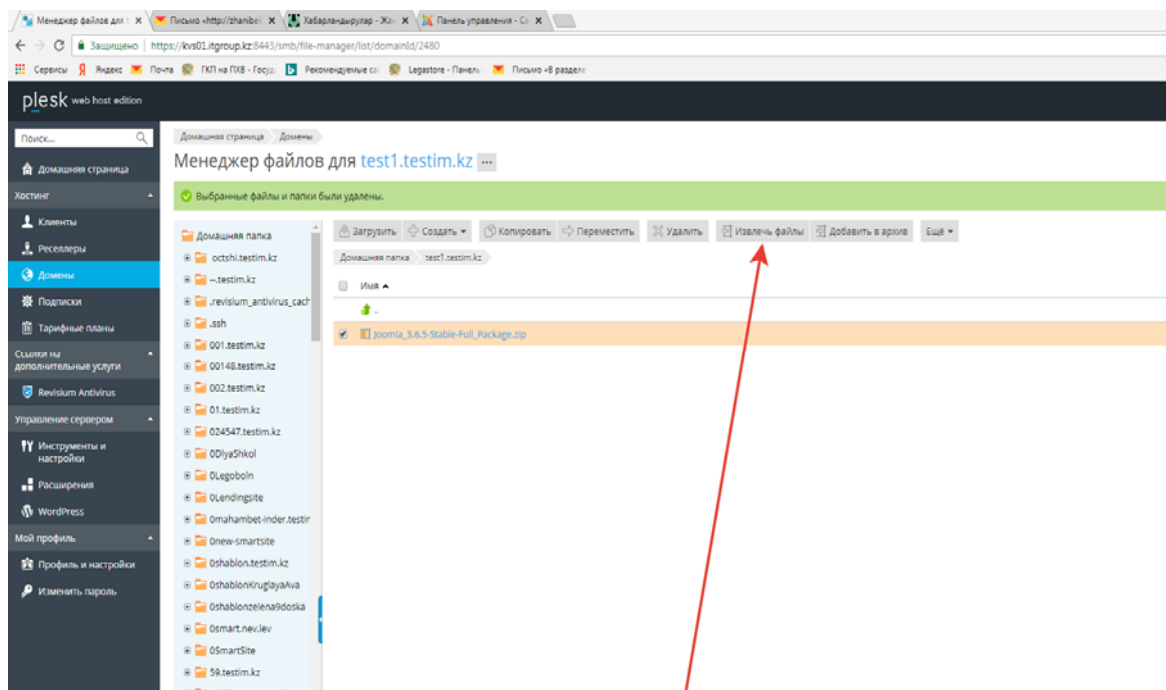 Менеджер файлов для t
Письмо «http://zhanibe
Хабарландырулар - Жа
Панель управления - Са
Защищено
https://kvs01.itgroup.kz:8443/smb/file-manager/list/domainId/2480
Сервисы
Яндекс
Почта
ГКП на ПХВ - Госуд
Рекомендуемые са
Legastore - Панель
Письмо «В разделе
plesk web host edition
Поиск...
Домашняя страница
Хостинг
Клиенты
Реселлеры
Домены
Подписки
Тарифные планы
Ссылки на
дополнительные услуги
Revisium Antivirus
Управление сервером
Инструменты и
настройки
Расширения
WordPress
Мой профиль
Профиль и настройки
Изменить пароль
Домашняя страница Домены
Менеджер файлов для test1.testim.kz ...
Выбранные файлы и папки были удалены.
Домашняя папка
octshi.testim.kz
--.testim.kz
.revisium_antivirus_cach
.ssh
001.testim.kz
00148.testim.kz
002.testim.kz
01.testim.kz
024547.testim.kz
0DlyaShkol
0Legoboln
0Lendingsite
0mahambet-inder.testir
0new-smartsite
0shablon.testim.kz
0shablonKruglayaAva
0shablonzelena9doska
0smart.nev.lev
0SmartSite
59.testim.kz
Загрузить Создать Копировать Переместить Удалить Извлечь файлы Добавить в архив Ещё
Домашняя папка test1.testim.kz
Имя
..
Joomla_3.6.5-Stable-Full_Package.zip